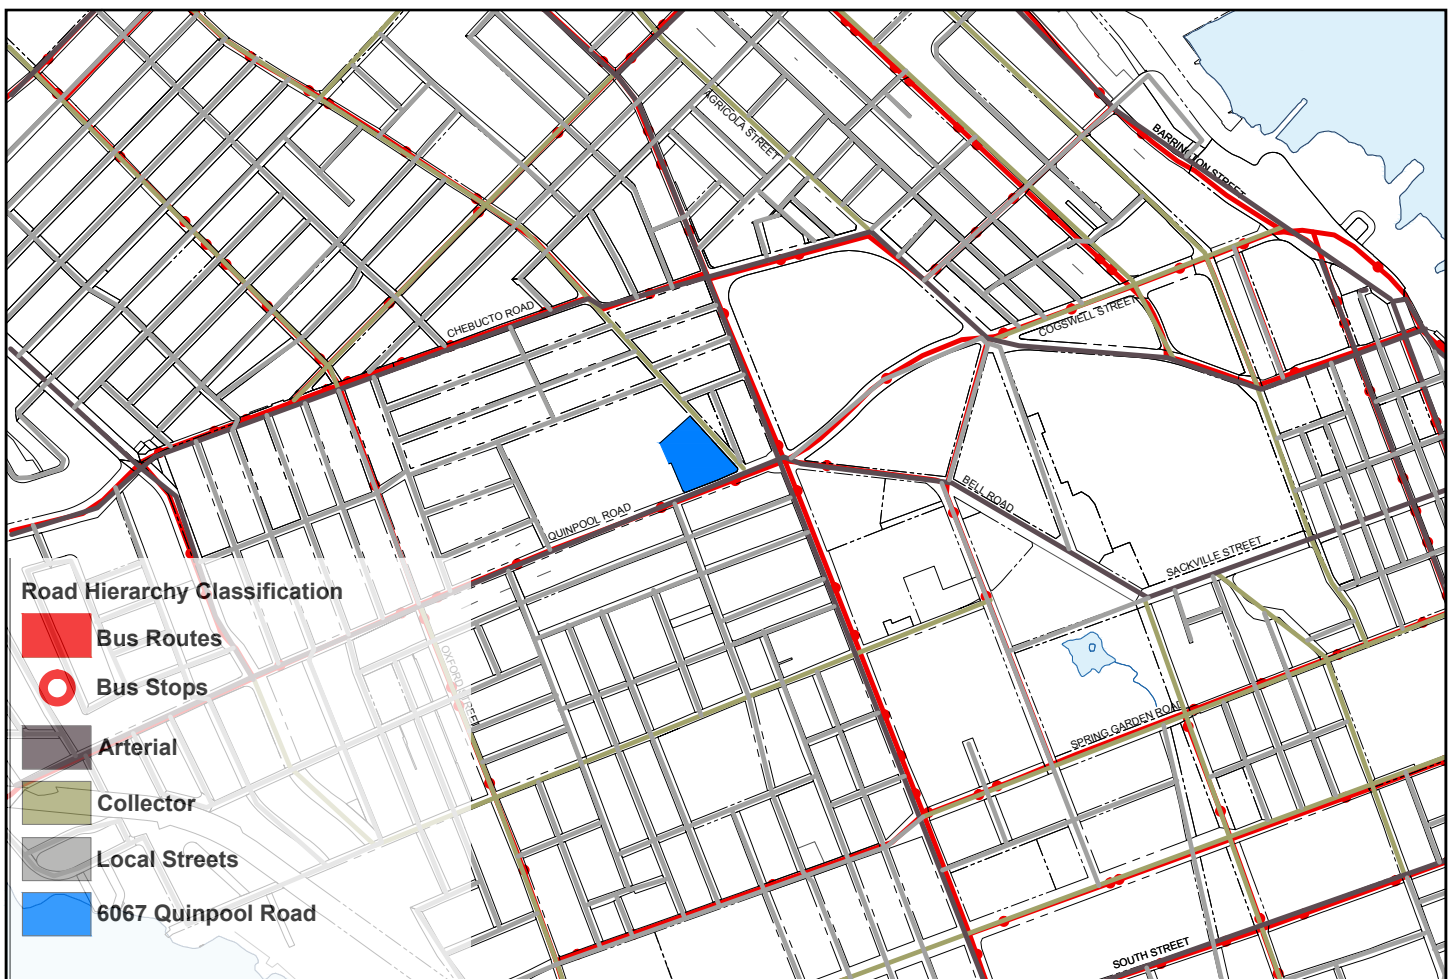 AGRICOLA STREET
BARRINGTON STREET
CHEBUCTO ROAD
COGSWELL STREET
BELL ROAD
QUINPOOL ROAD
SACKVILLE STREET
Road Hierarchy Classification
Bus Routes
Bus Stops
OXFORD STREET
Arterial
SPRING GARDEN ROAD
Collector
Local Streets
6067 Quinpool Road
SOUTH STREET